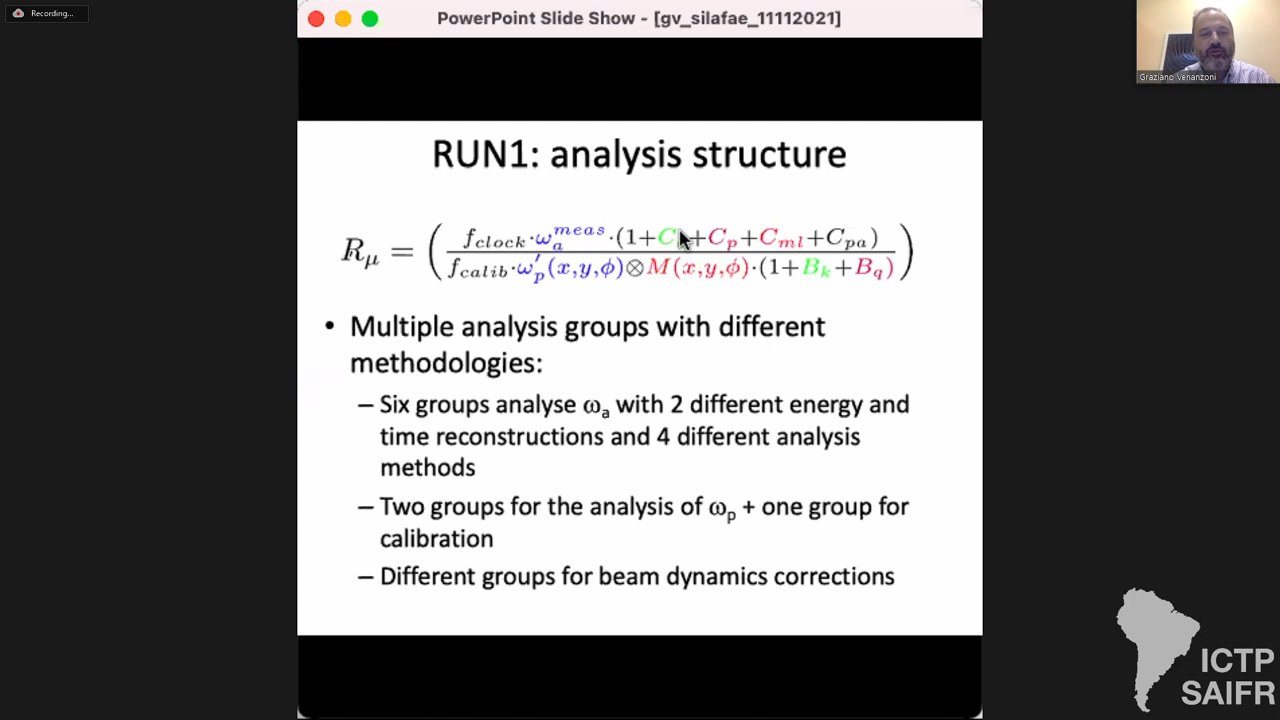 Recording...
PowerPoint Slide Show - [gv_silafae_11112021]
Graziano Venanzoni
RUN1: analysis structure
R_μ = ( f_clock · ω_a^meas · (1 + C + C_p + C_ml + C_pa) / f_calib · ω'_p(x,y,ϕ) ⊗ M(x,y,ϕ) · (1 + B_k + B_q) )
• Multiple analysis groups with different
methodologies:
– Six groups analyse ω_a with 2 different energy and
time reconstructions and 4 different analysis
methods
– Two groups for the analysis of ω_p + one group for
calibration
– Different groups for beam dynamics corrections
ICTP
SAIFR